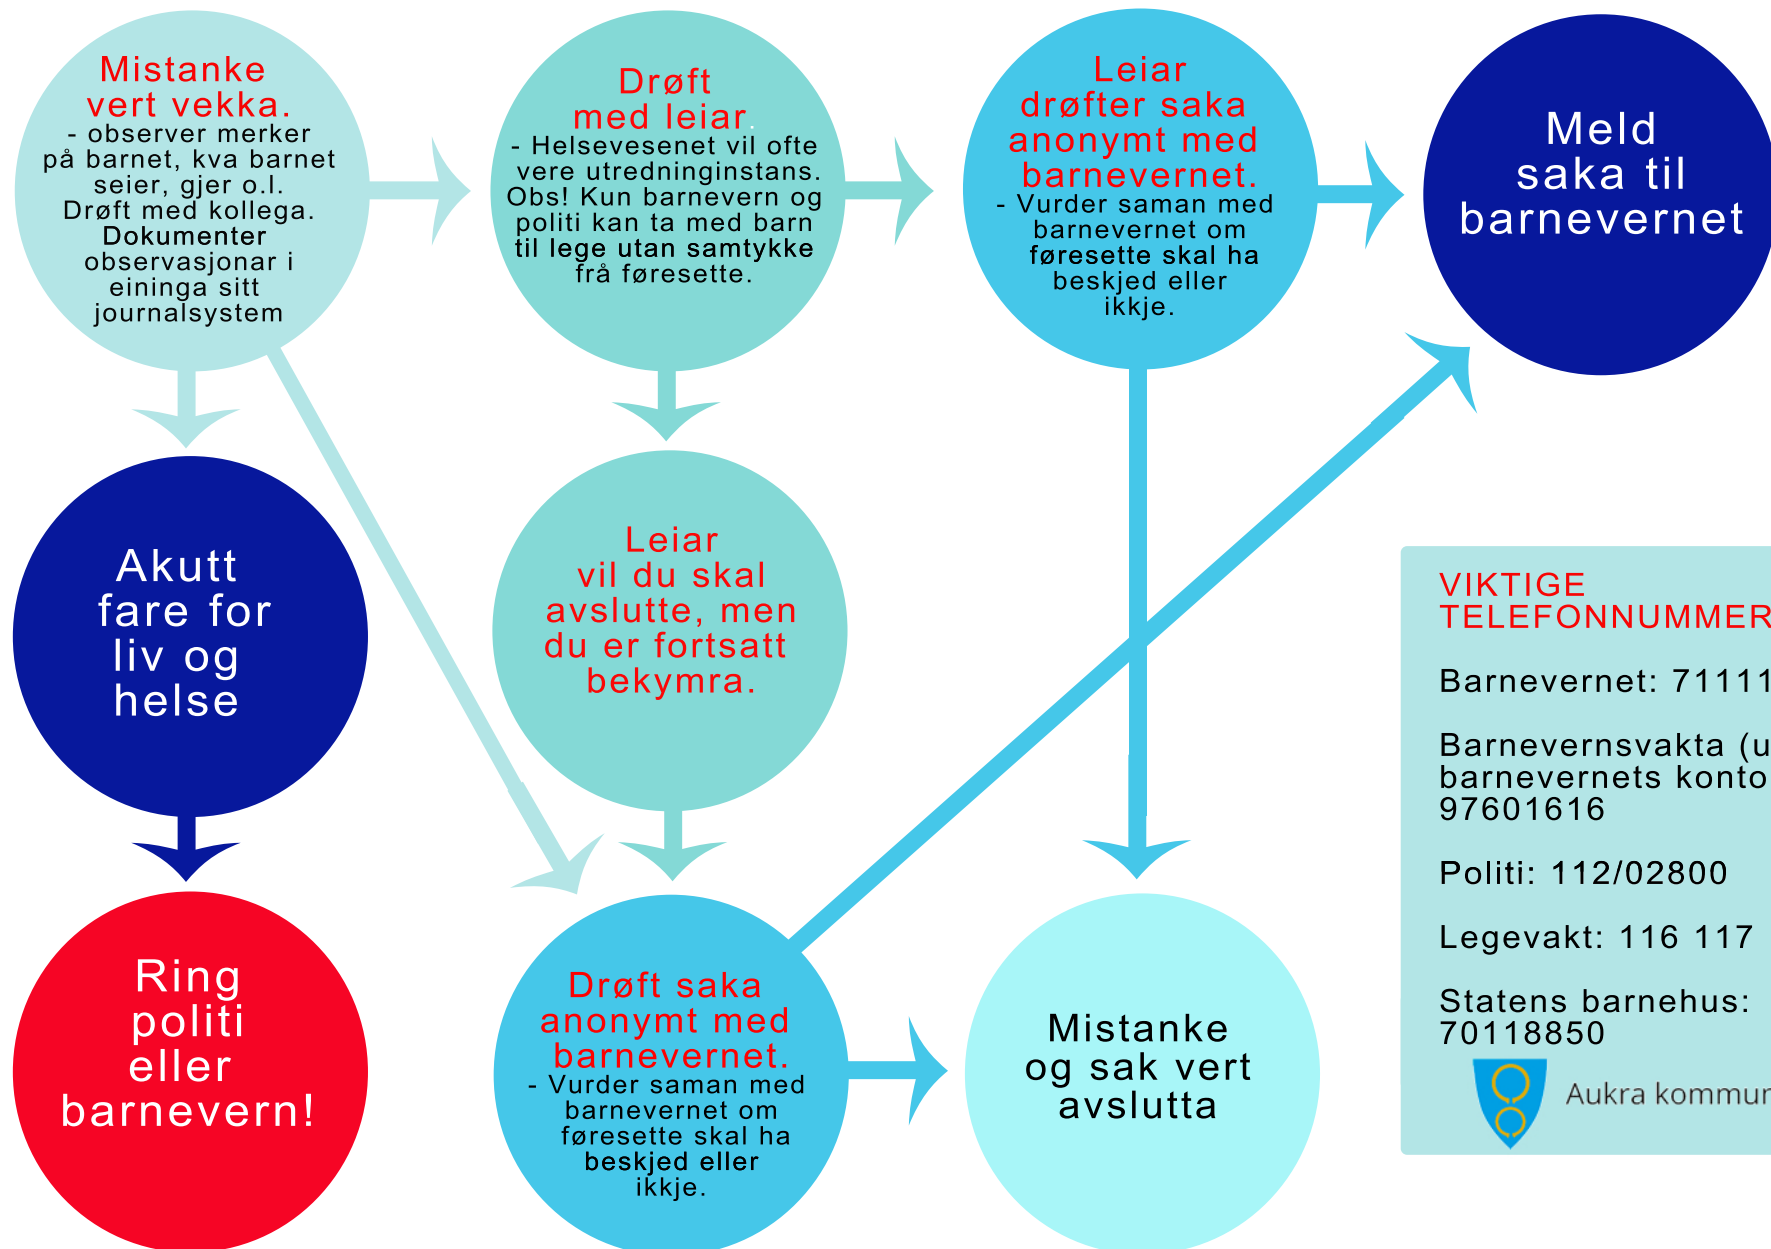 Mistanke
vert vekka.
- observer merker
på barnet, kva barnet
seier, gjer o.l.
Drøft med kollega.
Dokumenter
observasjonar i
eininga sitt
journalsystem
Drøft
med leiar.
- Helsevesenet vil ofte
vere utredninginstans.
Obs! Kun barnevern og
politi kan ta med barn
til lege utan samtykke
frå føresette.
Leiar
drøfter saka
anonymt med
barnevernet.
- Vurder saman med
barnevernet om
føresette skal ha
beskjed eller
ikkje.
Meld
saka til
barnevernet
Akutt
fare for
liv og
helse
Leiar
vil du skal
avslutte, men
du er fortsatt
bekymra.
Ring
politi
eller
barnevern!
Drøft saka
anonymt med
barnevernet.
- Vurder saman med
barnevernet om
føresette skal ha
beskjed eller
ikkje.
Mistanke
og sak vert
avslutta
VIKTIGE
TELEFONNUMMER
Barnevernet: 71111
Barnevernsvakta (u
barnevernets konto
97601616
Politi: 112/02800
Legevakt: 116 117
Statens barnehus:
70118850
Aukra kommun